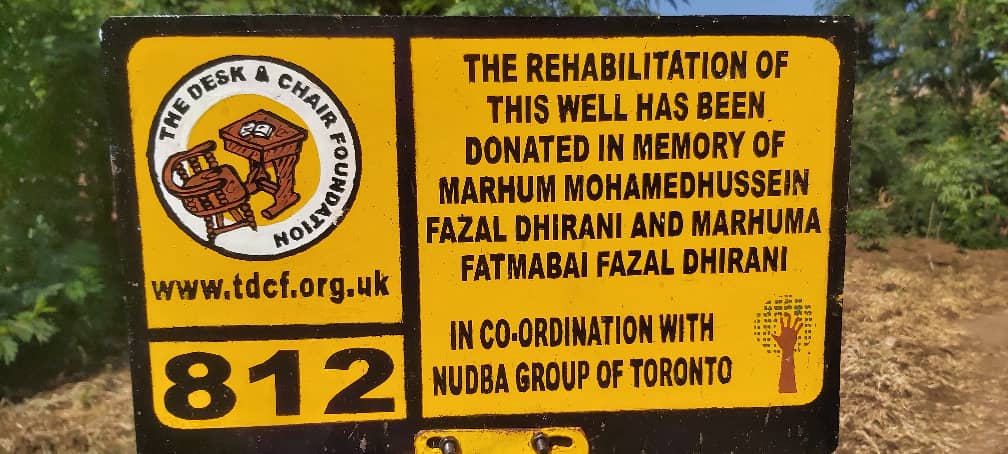 THE DESK & CHAIR FOUNDATION
www.tdcf.org.uk
812
THE REHABILITATION OF
THIS WELL HAS BEEN
DONATED IN MEMORY OF
MARHUM MOHAMEDHUSSEIN
FAZAL DHIRANI AND MARHUMA
FATMABAI FAZAL DHIRANI
IN CO-ORDINATION WITH
NUDBA GROUP OF TORONTO